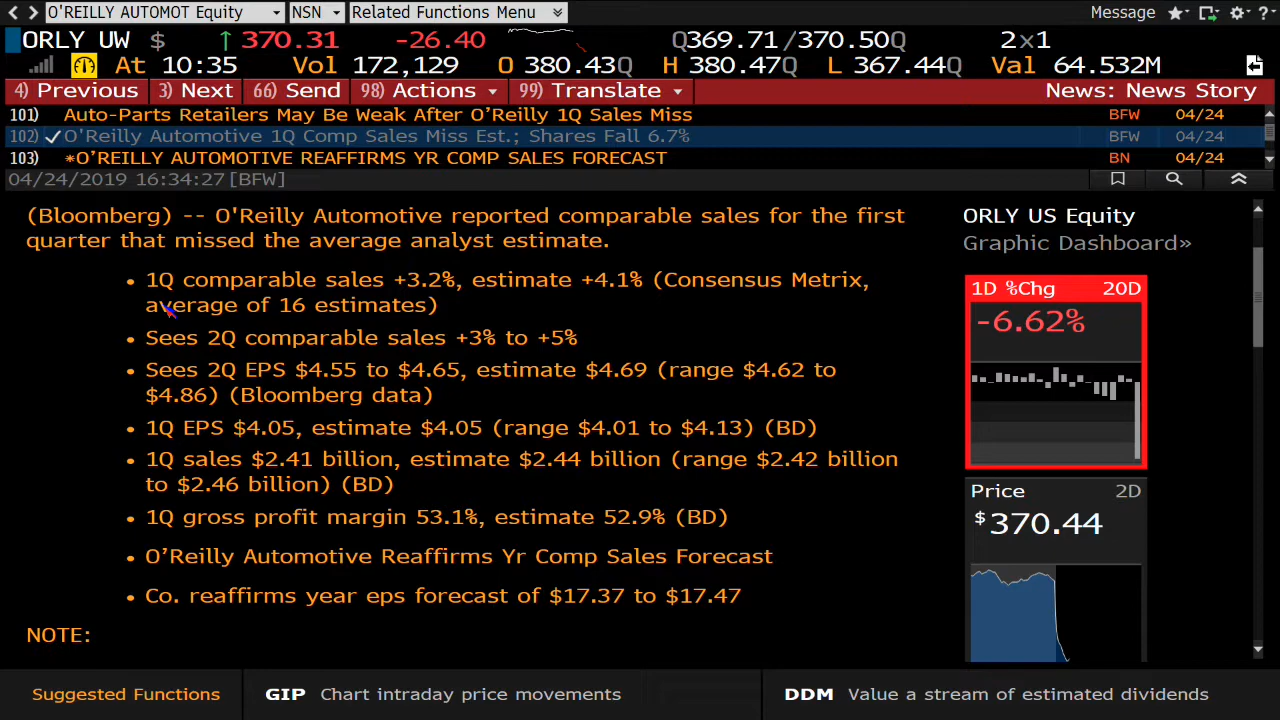 O'REILLY AUTOMOT Equity NSN Related Functions Menu Message ?
ORLY UW $ ↑ 370.31 -26.40 Q369.71/370.50Q 2×1
At 10:35 Vol 172,129 O 380.43Q H 380.47Q L 367.44Q Val 64.532M
4) Previous 3) Next 66) Send 98) Actions 99) Translate News: News Story
101) Auto-Parts Retailers May Be Weak After O'Reilly 1Q Sales Miss BFW 04/24
102) O'Reilly Automotive 1Q Comp Sales Miss Est.; Shares Fall 6.7% BFW 04/24
103) *O'REILLY AUTOMOTIVE REAFFIRMS YR COMP SALES FORECAST BN 04/24
04/24/2019 16:34:27 [BFW]
(Bloomberg) -- O'Reilly Automotive reported comparable sales for the first
quarter that missed the average analyst estimate.
• 1Q comparable sales +3.2%, estimate +4.1% (Consensus Metrix,
average of 16 estimates)
• Sees 2Q comparable sales +3% to +5%
• Sees 2Q EPS $4.55 to $4.65, estimate $4.69 (range $4.62 to
$4.86) (Bloomberg data)
• 1Q EPS $4.05, estimate $4.05 (range $4.01 to $4.13) (BD)
• 1Q sales $2.41 billion, estimate $2.44 billion (range $2.42 billion
to $2.46 billion) (BD)
• 1Q gross profit margin 53.1%, estimate 52.9% (BD)
• O'Reilly Automotive Reaffirms Yr Comp Sales Forecast
• Co. reaffirms year eps forecast of $17.37 to $17.47
NOTE:
ORLY US Equity
Graphic Dashboard»
1D %Chg 20D
-6.62%
Price 2D
$370.44
Suggested Functions GIP Chart intraday price movements DDM Value a stream of estimated dividends